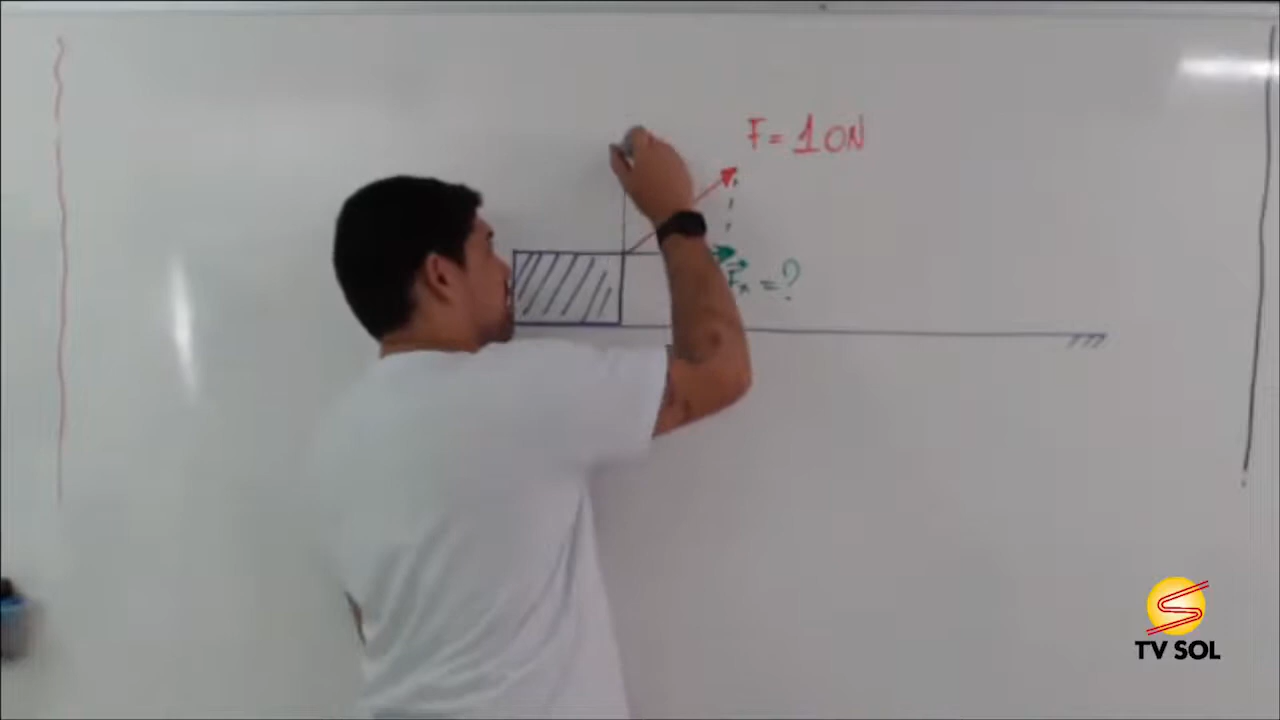 F = 10N
Fx = ?
TV SOL